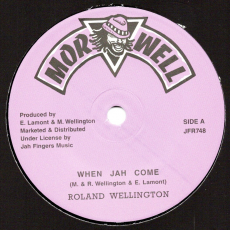 MOR WELL
Produced by
E. Lamont & M. Wellington
Marketed & Distributed
Under License by
Jah Fingers Music
SIDE A
JFR748
WHEN JAH COME
(M. & R. Wellington & E. Lamont)
ROLAND WELLINGTON